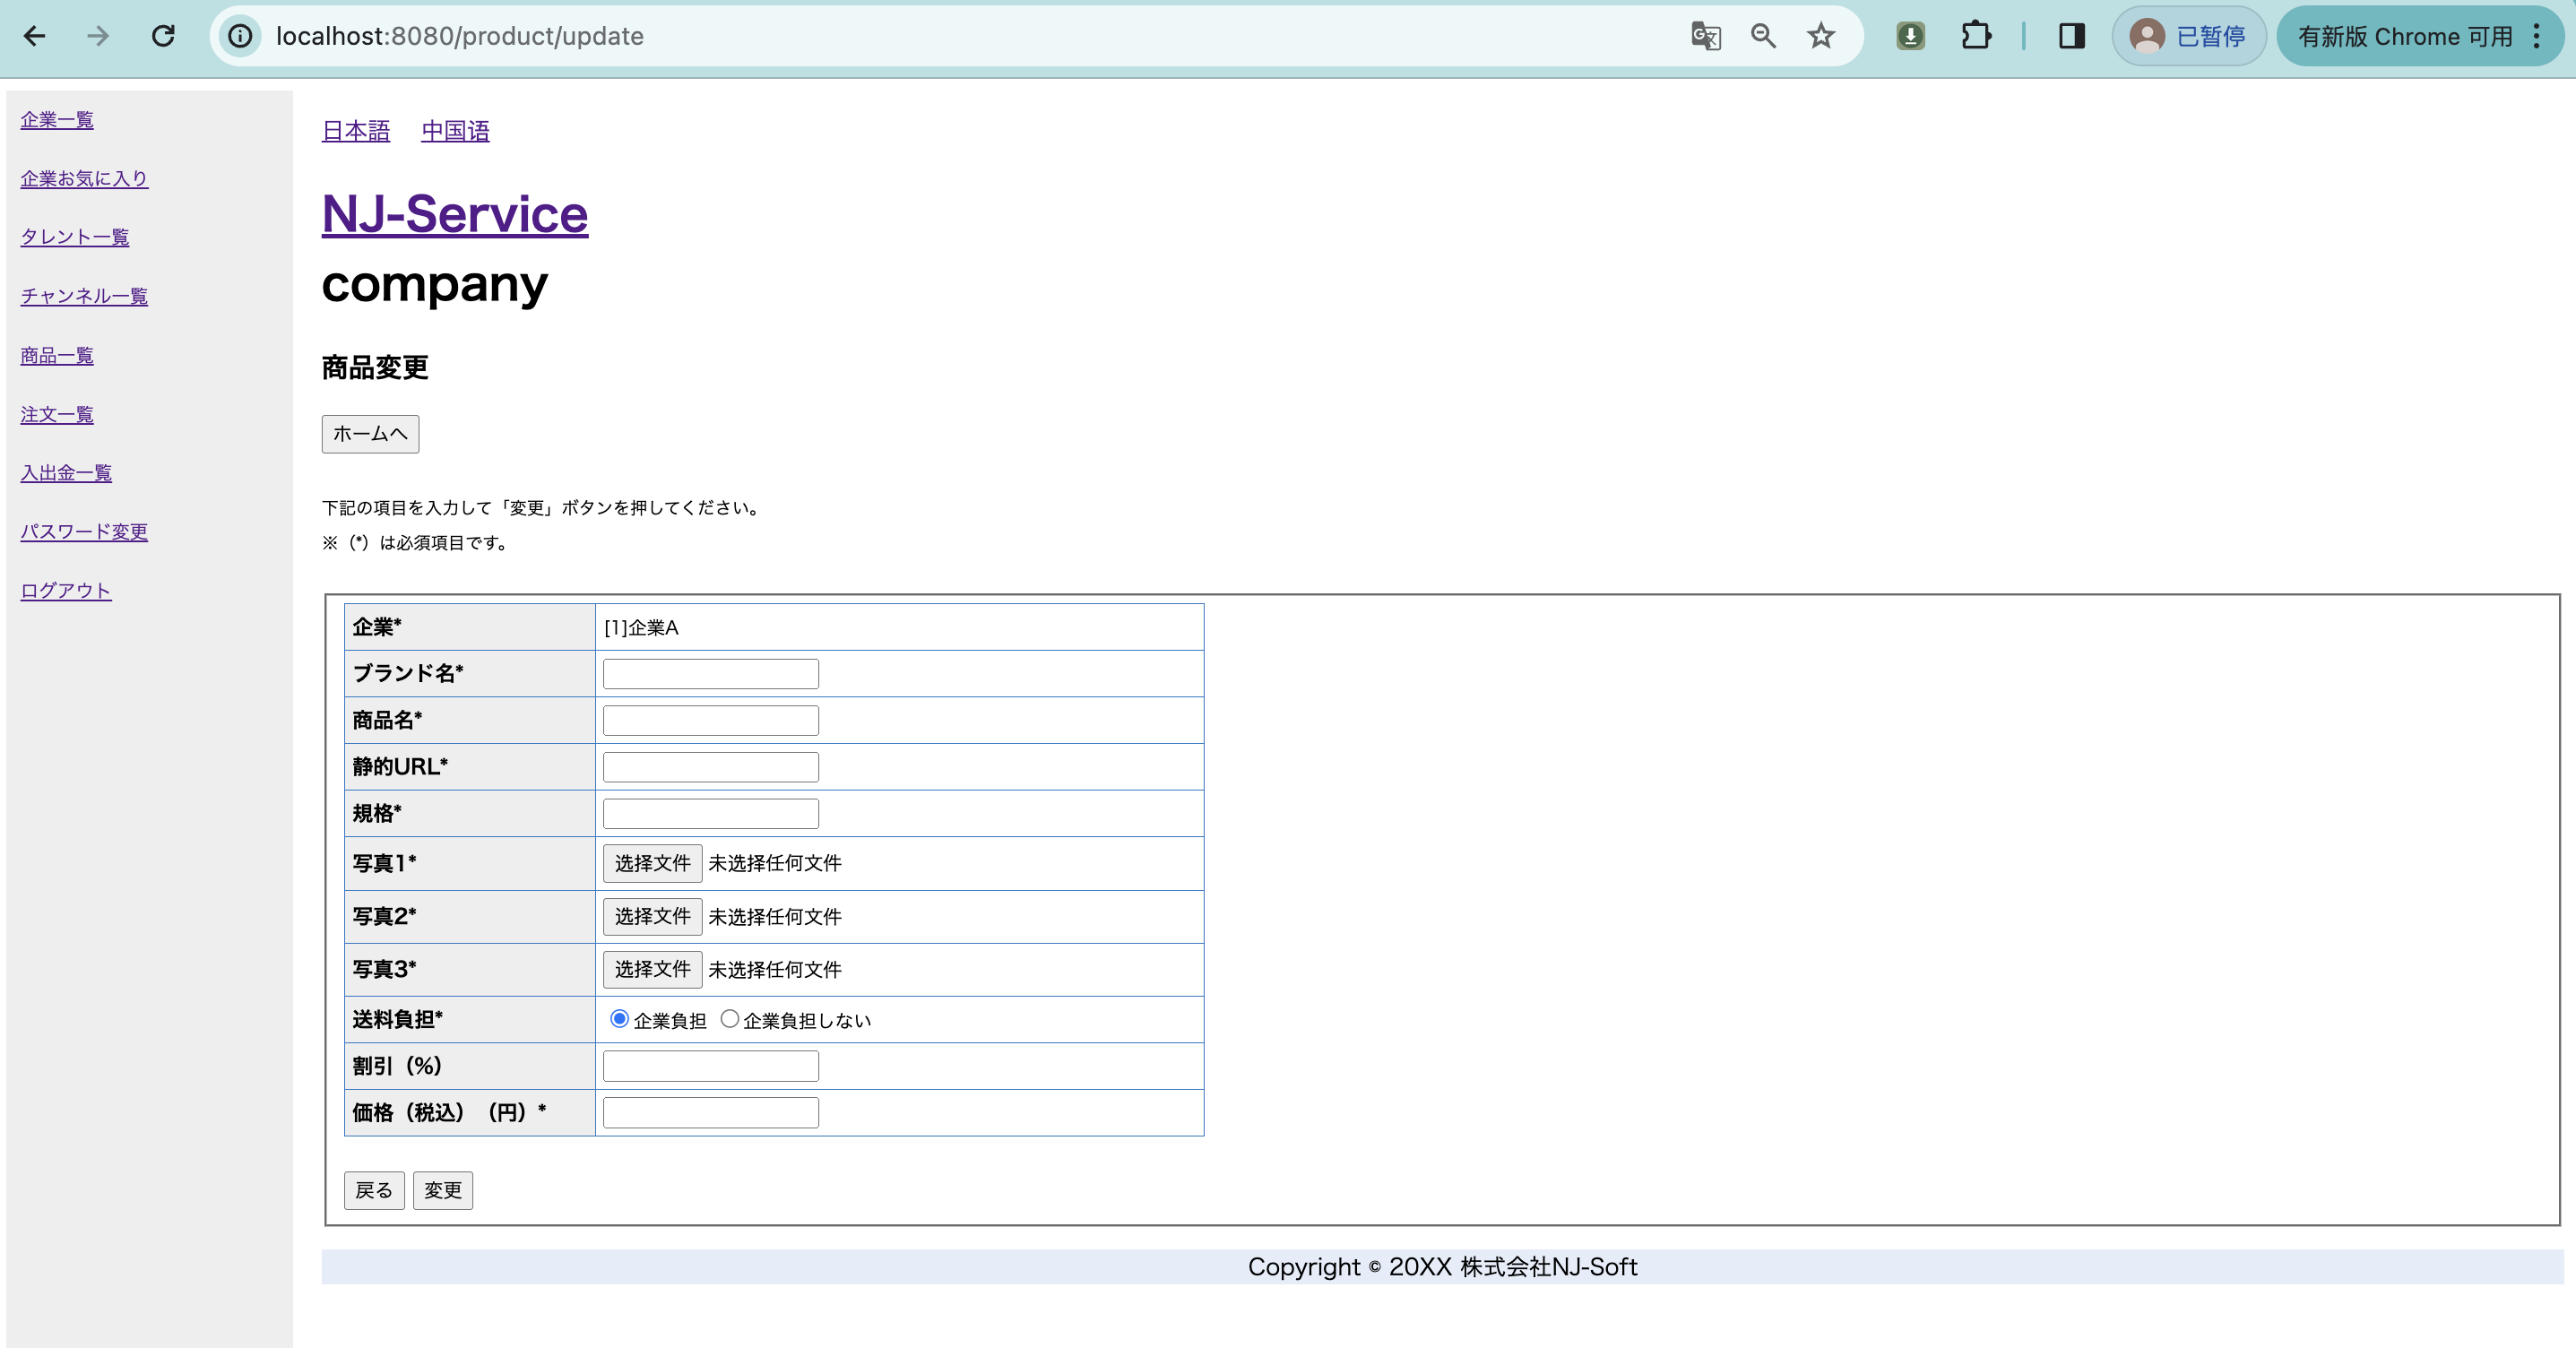 localhost:8080/product/update
已暂停
有新版 Chrome 可用
企業一覧
企業お気に入り
タレント一覧
チャンネル一覧
商品一覧
注文一覧
入出金一覧
パスワード変更
ログアウト
日本語 中国语
NJ-Service
company
商品変更
ホームへ
下記の項目を入力して「変更」ボタンを押してください。
※（*）は必須項目です。
企業* [1]企業A
ブランド名*
商品名*
静的URL*
規格*
写真1* 选择文件 未选择任何文件
写真2* 选择文件 未选择任何文件
写真3* 选择文件 未选择任何文件
送料負担* 企業負担 企業負担しない
割引（%）
価格（税込）（円）*
戻る 変更
Copyright © 20XX 株式会社NJ-Soft